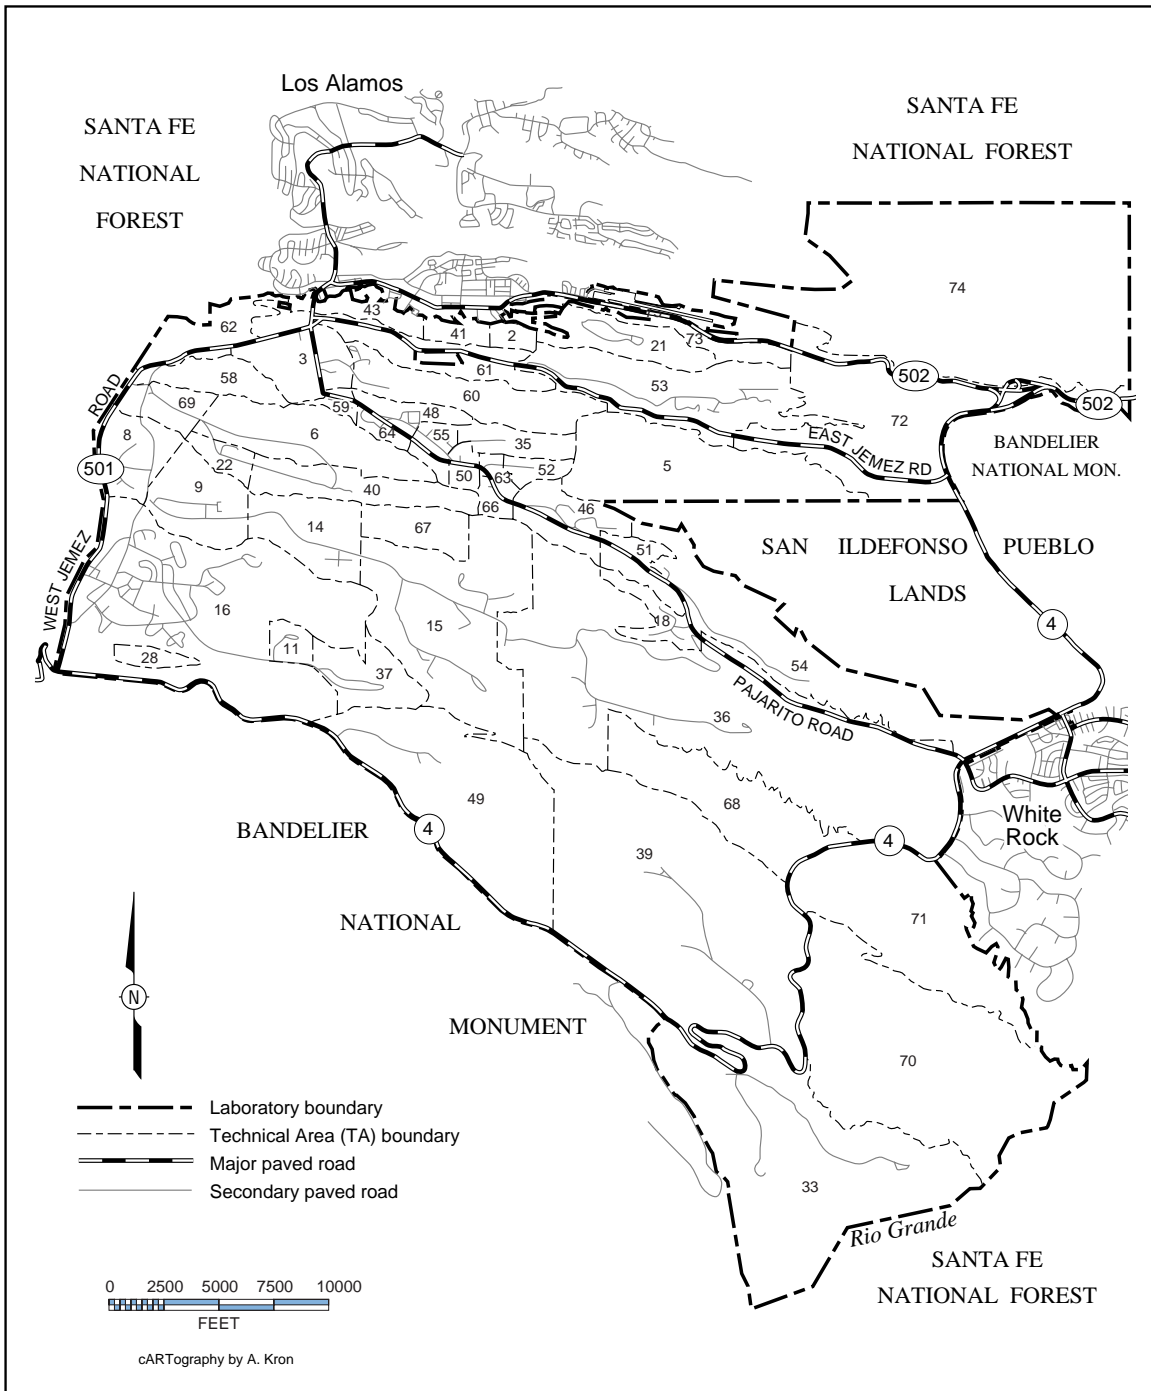 Los Alamos
SANTA FE
NATIONAL
FOREST
SANTA FE
NATIONAL FOREST
74
43
62
41
2
21
73
3
502
502
58
61
53
60
69
59
48
72
8
6
64
55
35
EAST JEMEZ RD
BANDELIER
NATIONAL MON.
501
ROAD
22
9
40
50
63
52
5
66
46
14
67
51
SAN ILDEFONSO PUEBLO
LANDS
WEST JEMEZ
16
15
18
4
28
11
37
54
36
PAJARITO ROAD
49
68
White
Rock
BANDELIER
4
4
39
71
NATIONAL
N
MONUMENT
70
Laboratory boundary
Technical Area (TA) boundary
Major paved road
Secondary paved road
33
Rio Grande
SANTA FE
NATIONAL FOREST
0 2500 5000 7500 10000
FEET
cARTography by A. Kron